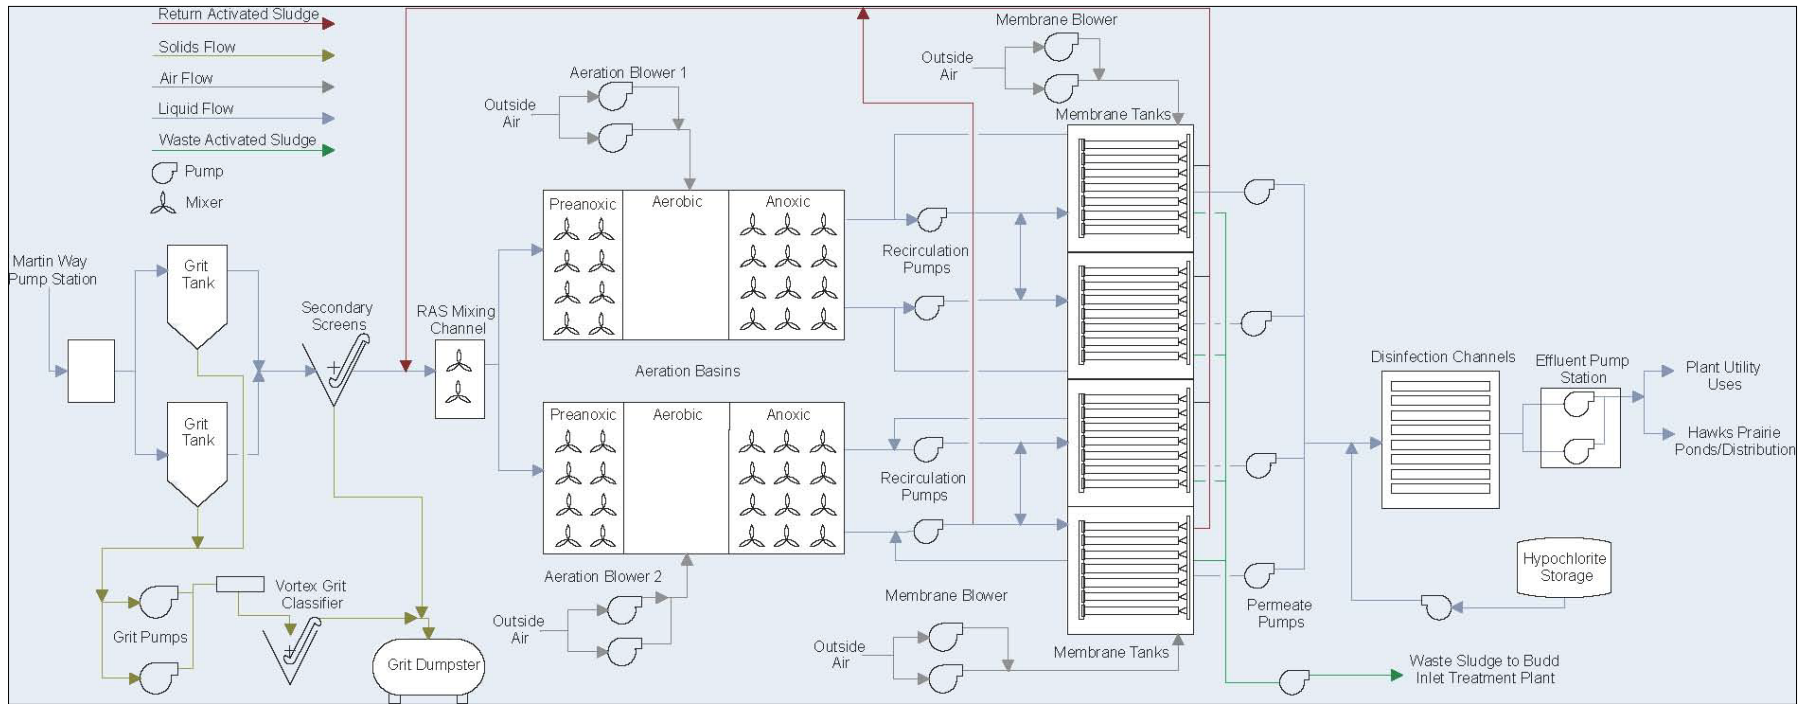 Return Activated Sludge
Solids Flow
Air Flow
Liquid Flow
Waste Activated Sludge
Pump
Mixer
Martin Way
Pump Station
Grit
Tank
Grit
Tank
Secondary
Screens
RAS Mixing
Channel
Grit Pumps
Vortex Grit
Classifier
Grit Dumpster
Aeration Blower 1
Outside
Air
Preanoxic
Aerobic
Anoxic
Aeration Basins
Preanoxic
Aerobic
Anoxic
Aeration Blower 2
Outside
Air
Recirculation
Pumps
Recirculation
Pumps
Membrane Blower
Outside
Air
Membrane Tanks
Membrane Blower
Outside
Air
Membrane Tanks
Permeate
Pumps
Disinfection Channels
Effluent Pump
Station
Plant Utility
Uses
Hawks Prairie
Ponds/Distribution
Hypochlorite
Storage
Waste Sludge to Budd
Inlet Treatment Plant